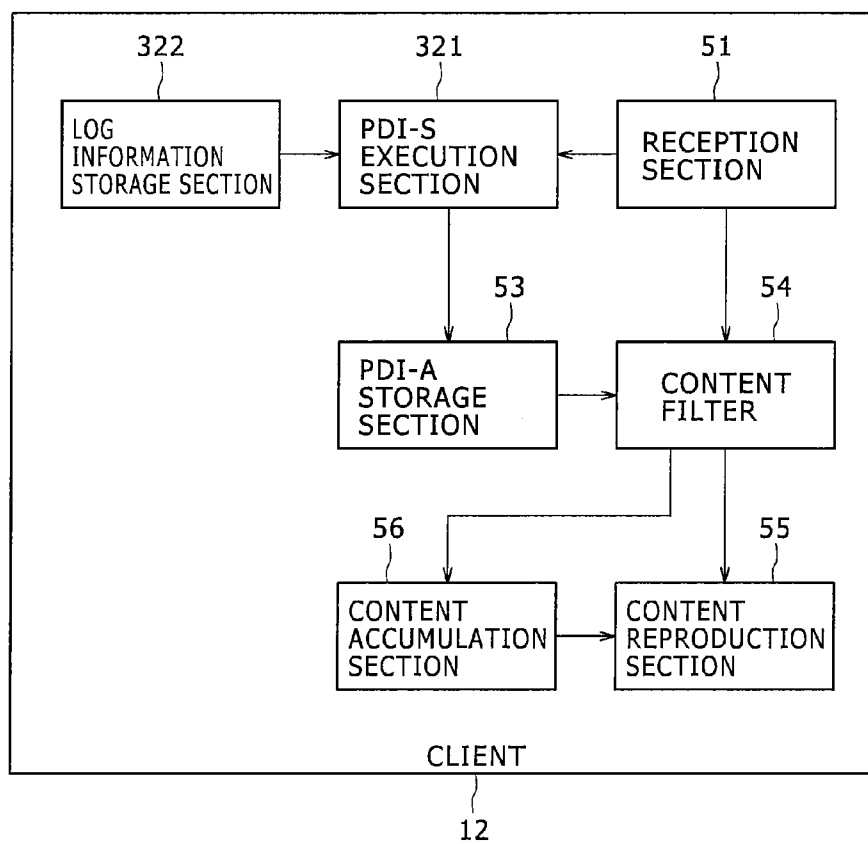 322
321
51
LOG
INFORMATION
STORAGE SECTION
PDI-S
EXECUTION
SECTION
RECEPTION
SECTION
53
54
PDI-A
STORAGE
SECTION
CONTENT
FILTER
56
55
CONTENT
ACCUMULATION
SECTION
CONTENT
REPRODUCTION
SECTION
CLIENT
12